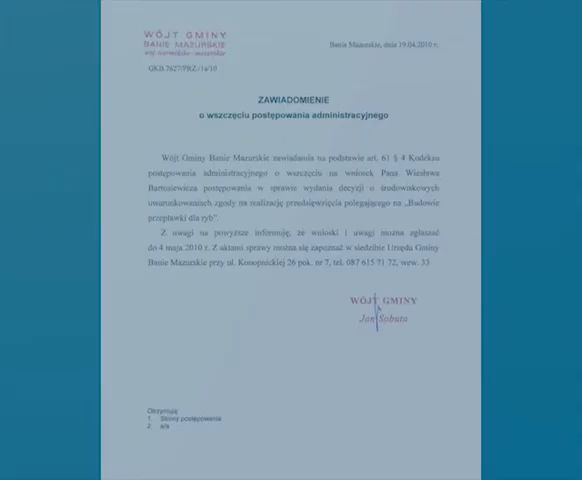 WÓJT GMINY
BANIE MAZURSKIE
woj. warmińsko - mazurskie
Banie Mazurskie, dnia 19.04.2010 r.
GKB.7627/PRZ./14/10
ZAWIADOMIENIE
o wszczęciu postępowania administracyjnego
Wójt Gminy Banie Mazurskie zawiadamia na podstawie art. 61 § 4 Kodeksu
postępowania administracyjnego o wszczęciu na wniosek Pana Wiesława
Bartosiewicza postępowania w sprawie wydania decyzji o środowiskowych
uwarunkowaniach zgody na realizację przedsięwzięcia polegającego na „Budowie
przepławki dla ryb”.
Z uwagi na powyższe informuję, że wnioski i uwagi można zgłaszać
do 4 maja 2010 r. Z aktami sprawy można się zapoznać w siedzibie Urzędu Gminy
Banie Mazurskie przy ul. Konopnickiej 26 pok. nr 7, tel. 087 615 71 72, wew. 33
WÓJT GMINY
Jan Sobuta
Otrzymują
1. Strony postępowania
2. a/a